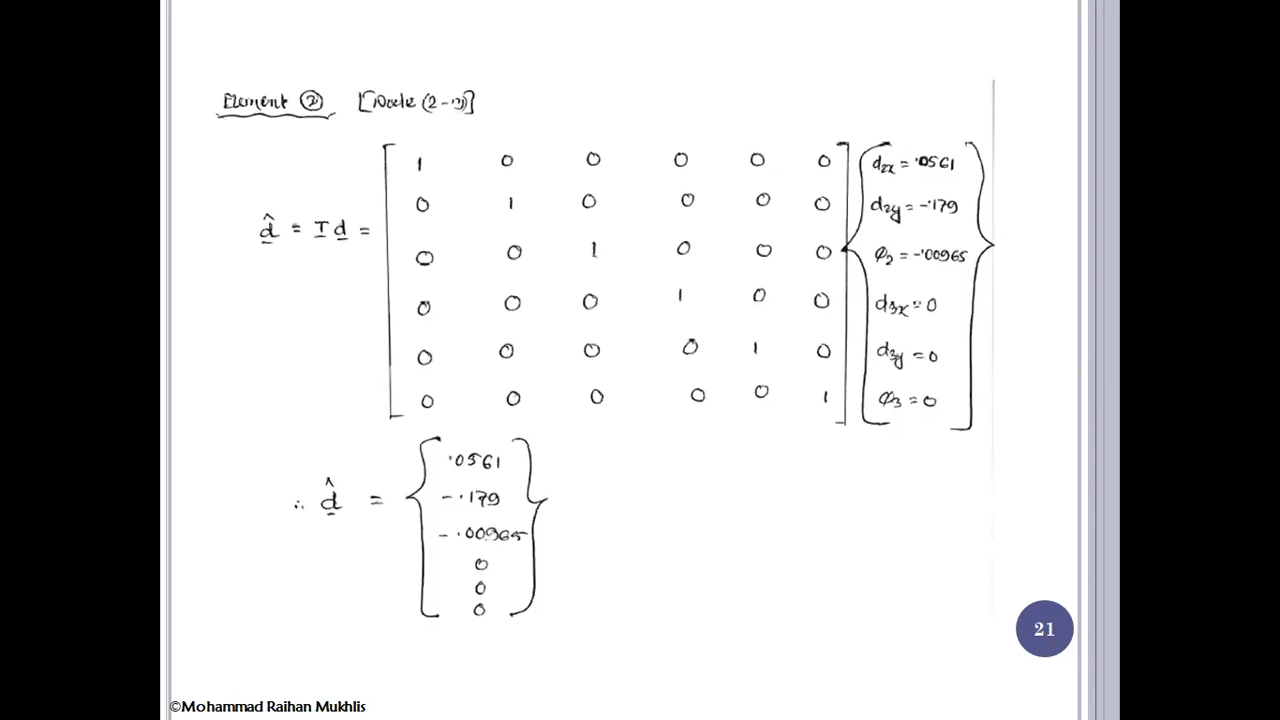 Element ② [Node (2-3)]
1 0 0 0 0 0 d2x = .0561
0 1 0 0 0 0 d2y = -.179
d̂ = T d = 0 0 1 0 0 0 φ2 = -.00965
0 0 0 1 0 0 d3x = 0
0 0 0 0 1 0 d3y = 0
0 0 0 0 0 1 φ3 = 0
.0561
∴ d̂ = -.179
-.00965
0
0
0
21
©Mohammad Raihan Mukhlis